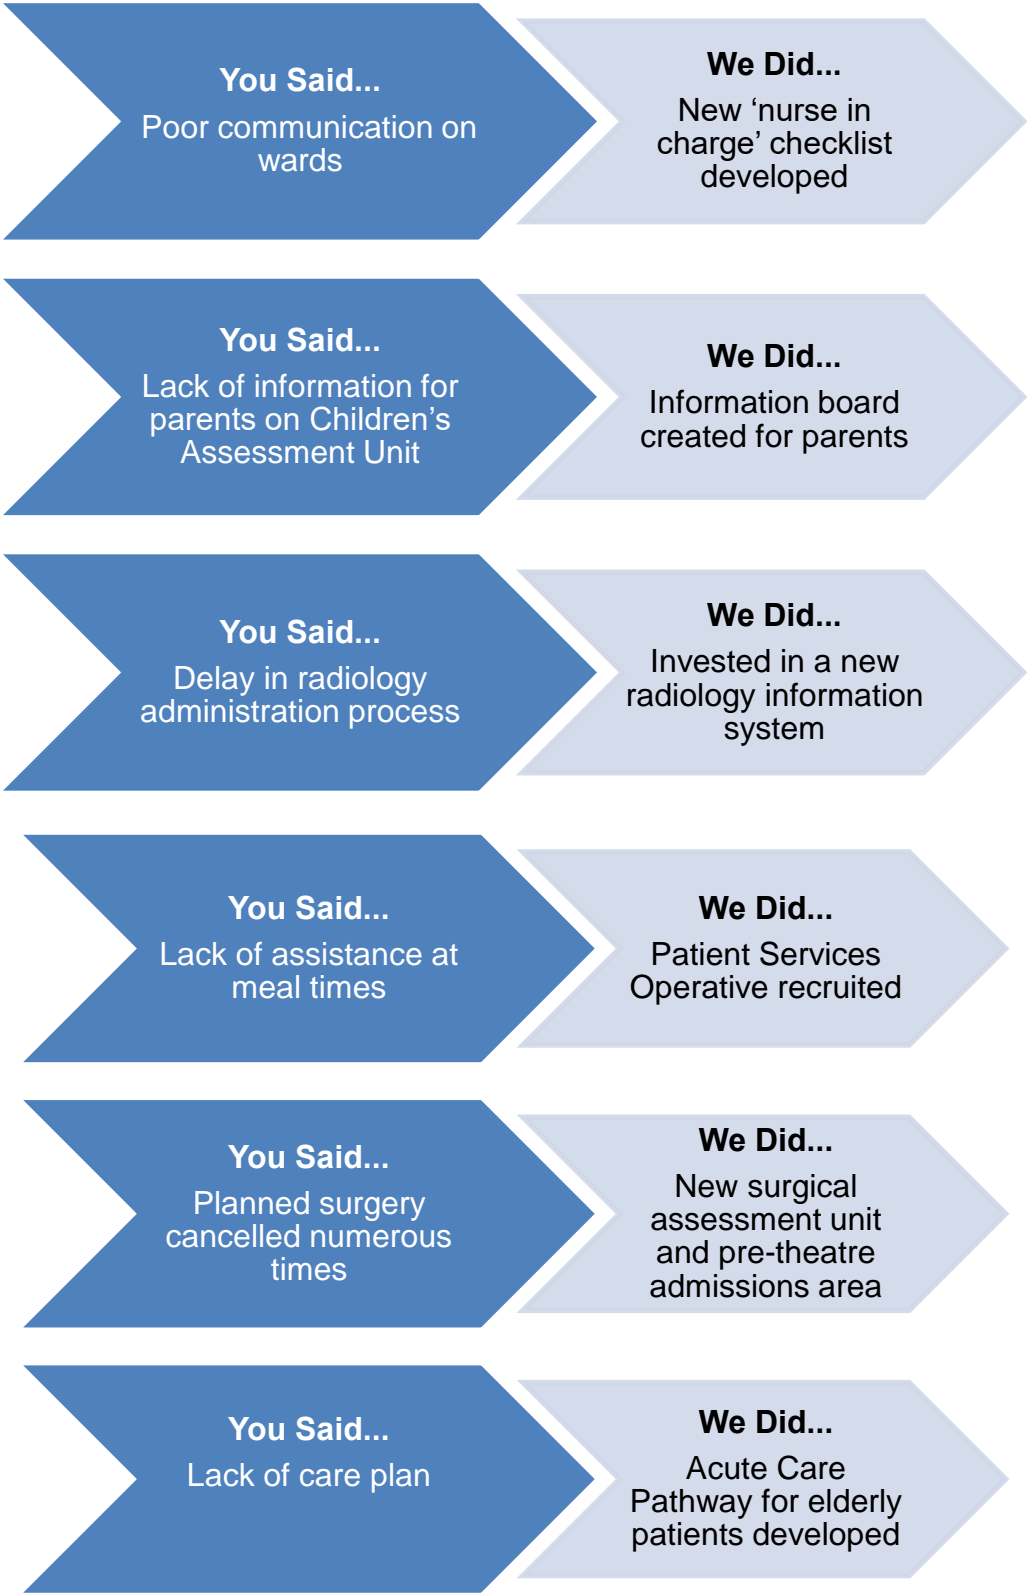 You Said...
Poor communication on
wards
We Did...
New ‘nurse in
charge’ checklist
developed
You Said...
Lack of information for
parents on Children’s
Assessment Unit
We Did...
Information board
created for parents
You Said...
Delay in radiology
administration process
We Did...
Invested in a new
radiology information
system
You Said...
Lack of assistance at
meal times
We Did...
Patient Services
Operative recruited
You Said...
Planned surgery
cancelled numerous
times
We Did...
New surgical
assessment unit
and pre-theatre
admissions area
You Said...
Lack of care plan
We Did...
Acute Care
Pathway for elderly
patients developed